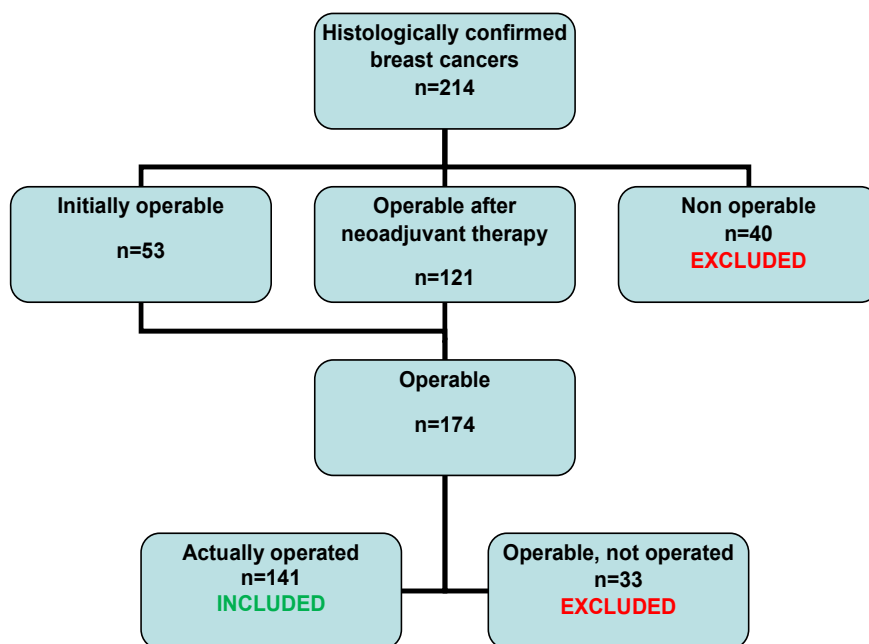 Histologically confirmed
breast cancers
n=214
Initially operable
n=53
Operable after
neoadjuvant therapy
n=121
Non operable
n=40
EXCLUDED
Operable
n=174
Actually operated
n=141
INCLUDED
Operable, not operated
n=33
EXCLUDED